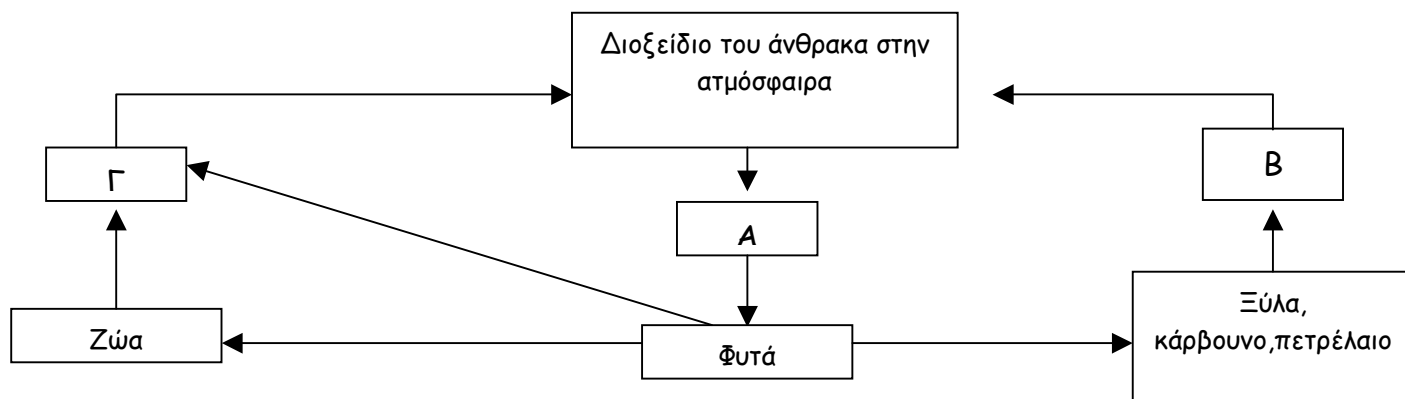 Διοξείδιο του άνθρακα στην
ατμόσφαιρα
Γ
Β
Α
Ζώα
Φυτά
Ξύλα,
κάρβουνο,πετρέλαιο